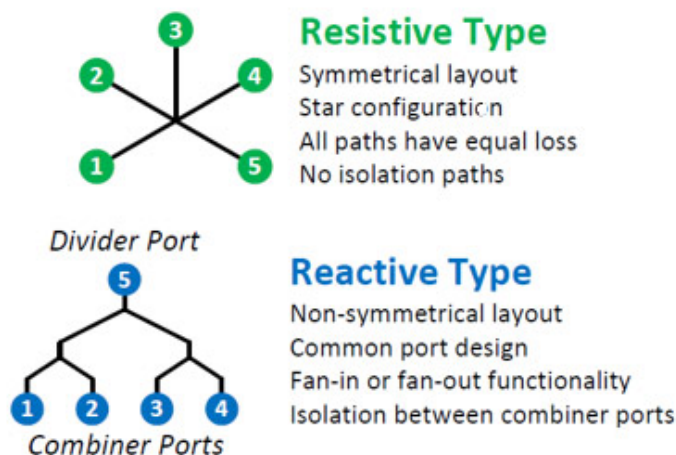 3
2
4
1
5
Resistive Type
Symmetrical layout
Star configuration
All paths have equal loss
No isolation paths
Divider Port
5
1
2
3
4
Combiner Ports
Reactive Type
Non-symmetrical layout
Common port design
Fan-in or fan-out functionality
Isolation between combiner ports